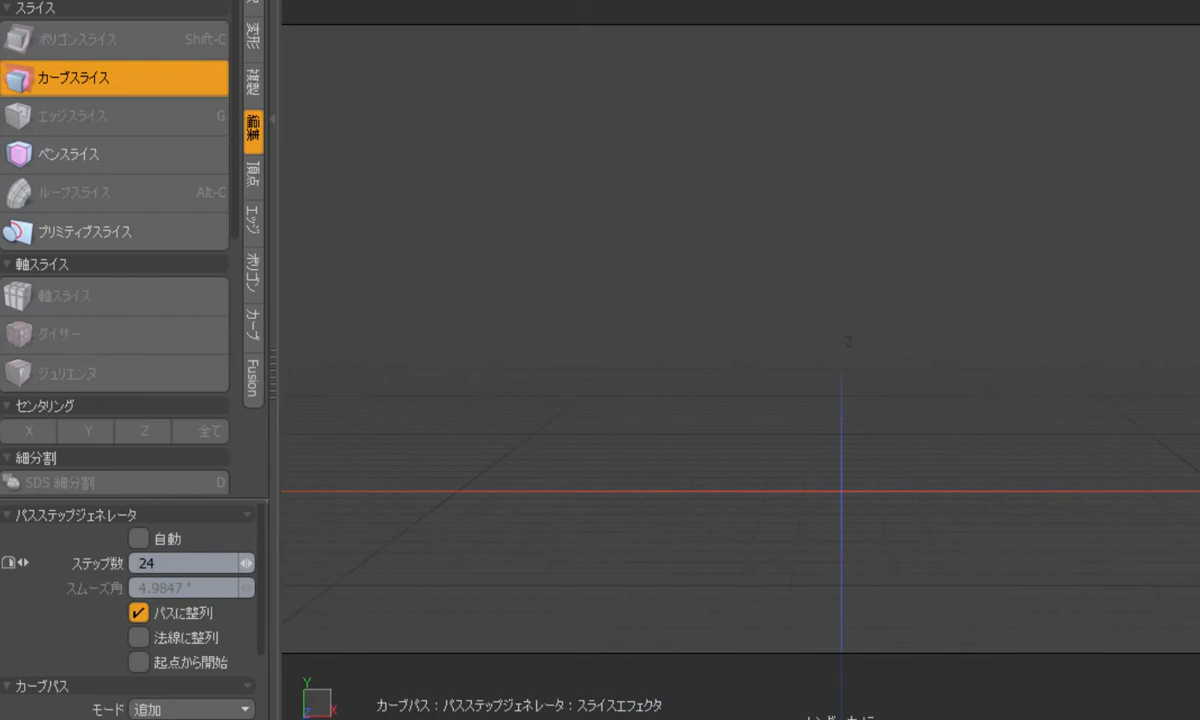 スライス
ポリゴンスライス Shift-C
カーブスライス
エッジスライス G
ペンスライス
ループスライス Alt-C
プリミティブスライス
軸スライス
軸スライス
ダイサー
ジュリエンヌ
センタリング
X Y Z 全て
細分割
SDS 細分割 D
変形
複製
編集
頂点
エッジ
ポリゴン
カーブ
Fusion
パスステップジェネレータ
自動
ステップ数 24
スムーズ角 4.9847 °
パスに整列
法線に整列
起点から開始
カーブパス
モード 追加
-Z
Y
Z X
カーブパス : パスステップジェネレータ : スライスエフェクタ